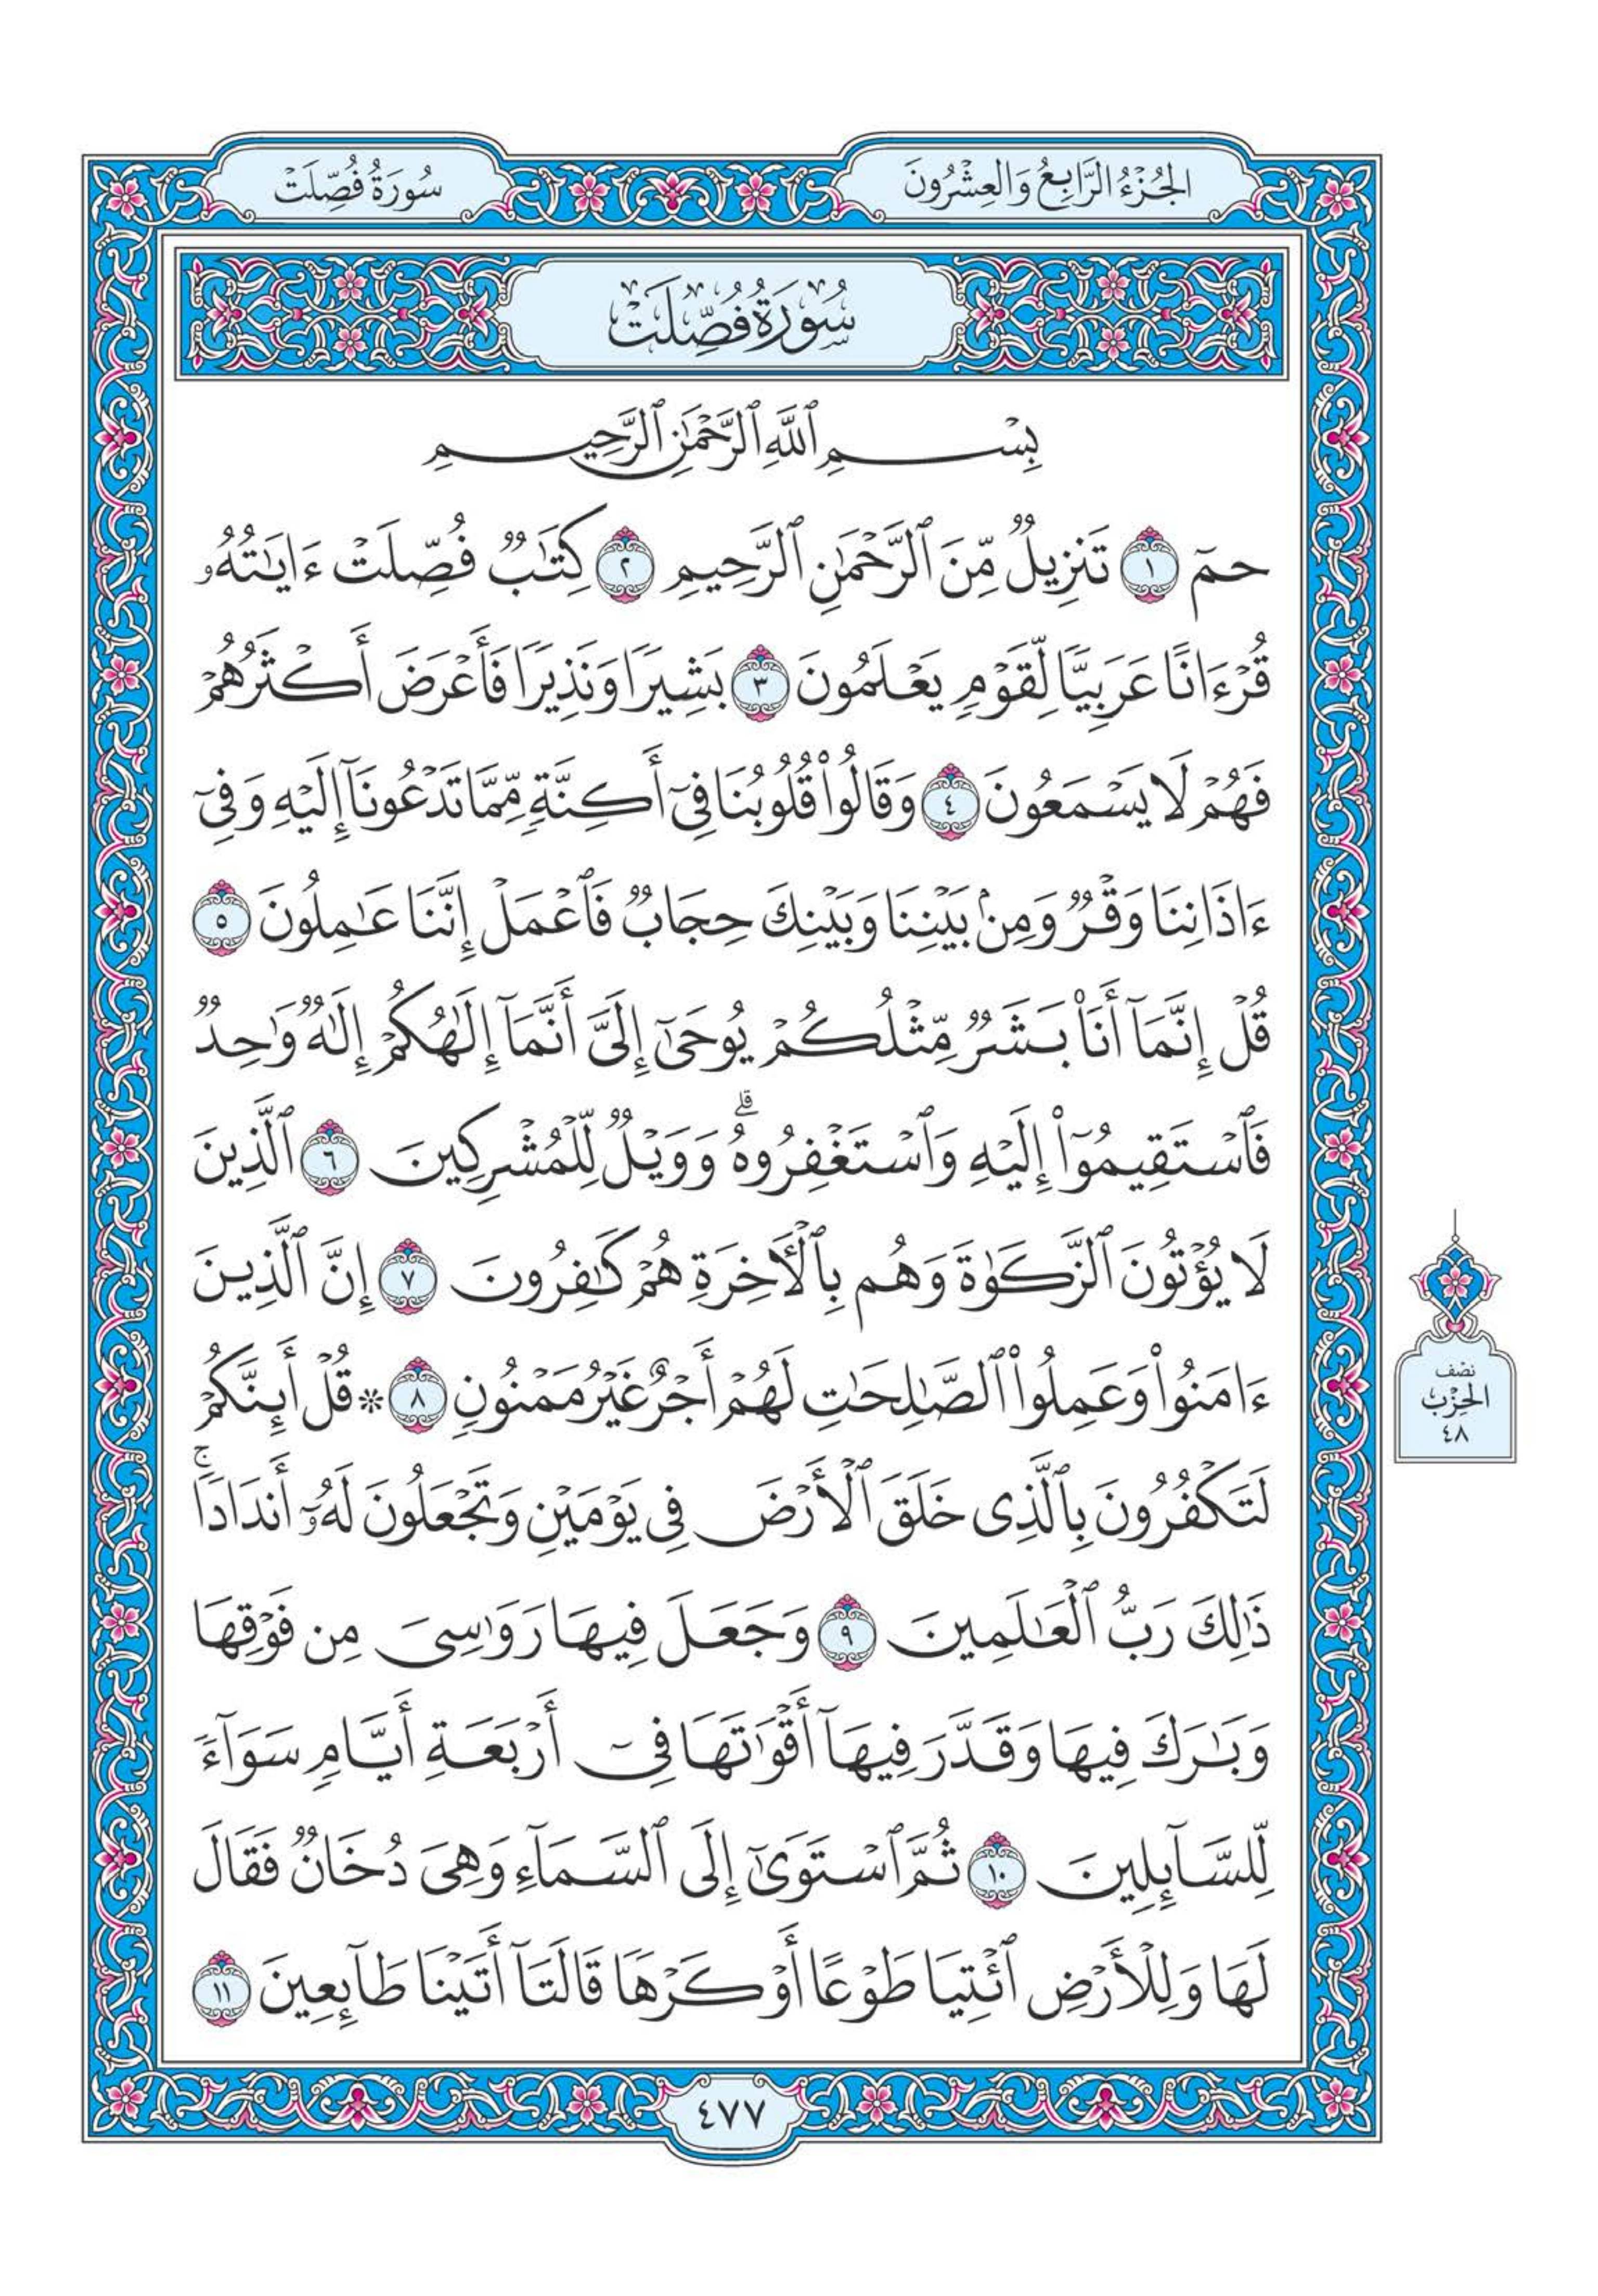 الجُزْءُ الرَّابِعُ وَالعِشْرُونَ
سُورَةُ فُصِّلَتْ
سُورَةُ فُصِّلَتْ
بِسْمِ ٱللَّهِ ٱلرَّحْمَٰنِ ٱلرَّحِيمِ
حمٓ ١ تَنزِيلٌ مِّنَ ٱلرَّحْمَٰنِ ٱلرَّحِيمِ ٢ كِتَٰبٌ فُصِّلَتْ ءَايَٰتُهُۥ
قُرْءَانًا عَرَبِيًّا لِّقَوْمٍ يَعْلَمُونَ ٣ بَشِيرًا وَنَذِيرًا فَأَعْرَضَ أَكْثَرُهُمْ
فَهُمْ لَا يَسْمَعُونَ ٤ وَقَالُوا۟ قُلُوبُنَا فِىٓ أَكِنَّةٍ مِّمَّا تَدْعُونَآ إِلَيْهِ وَفِىٓ
ءَاذَانِنَا وَقْرٌ وَمِنۢ بَيْنِنَا وَبَيْنِكَ حِجَابٌ فَٱعْمَلْ إِنَّنَا عَٰمِلُونَ ٥
قُلْ إِنَّمَآ أَنَا۠ بَشَرٌ مِّثْلُكُمْ يُوحَىٰٓ إِلَىَّ أَنَّمَآ إِلَٰهُكُمْ إِلَٰهٌ وَٰحِدٌ
فَٱسْتَقِيمُوٓا۟ إِلَيْهِ وَٱسْتَغْفِرُوهُ ۗ وَوَيْلٌ لِّلْمُشْرِكِينَ ٦ ٱلَّذِينَ
لَا يُؤْتُونَ ٱلزَّكَوٰةَ وَهُم بِٱلْءَاخِرَةِ هُمْ كَٰفِرُونَ ٧ إِنَّ ٱلَّذِينَ
ءَامَنُوا۟ وَعَمِلُوا۟ ٱلصَّٰلِحَٰتِ لَهُمْ أَجْرٌ غَيْرُ مَمْنُونٍ ٨ * قُلْ أَئِنَّكُمْ
نصْف
الحِزْب
٤٨
لَتَكْفُرُونَ بِٱلَّذِى خَلَقَ ٱلْأَرْضَ فِى يَوْمَيْنِ وَتَجْعَلُونَ لَهُۥٓ أَندَادًا ۚ
ذَٰلِكَ رَبُّ ٱلْعَٰلَمِينَ ٩ وَجَعَلَ فِيهَا رَوَٰسِىَ مِن فَوْقِهَا
وَبَٰرَكَ فِيهَا وَقَدَّرَ فِيهَآ أَقْوَٰتَهَا فِىٓ أَرْبَعَةِ أَيَّامٍ سَوَآءً
لِّلسَّآئِلِينَ ١٠ ثُمَّ ٱسْتَوَىٰٓ إِلَى ٱلسَّمَآءِ وَهِىَ دُخَانٌ فَقَالَ
لَهَا وَلِلْأَرْضِ ٱئْتِيَا طَوْعًا أَوْ كَرْهًا قَالَتَآ أَتَيْنَا طَآئِعِينَ ١١
٤٧٧